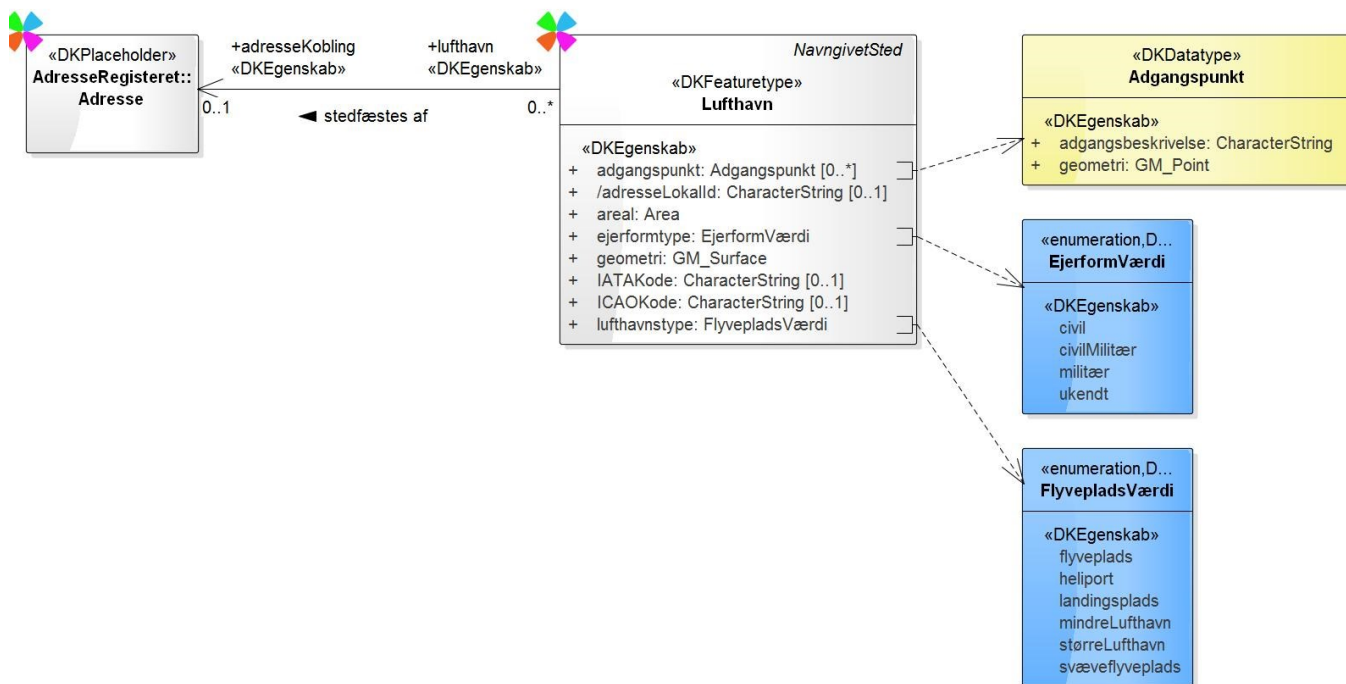 «DKPlaceholder»
AdresseRegisteret::
Adresse
+adresseKobling
«DKEgenskab»
0..1
◄ stedfæstes af
+lufthavn
«DKEgenskab»
0..*
NavngivetSted
«DKFeaturetype»
Lufthavn
«DKEgenskab»
+ adgangspunkt: Adgangspunkt [0..*]
+ /adresseLokalId: CharacterString [0..1]
+ areal: Area
+ ejerformtype: EjerformVærdi
+ geometri: GM_Surface
+ IATAKode: CharacterString [0..1]
+ ICAOKode: CharacterString [0..1]
+ lufthavnstype: FlyvepladsVærdi
«DKDatatype»
Adgangspunkt
«DKEgenskab»
+ adgangsbeskrivelse: CharacterString
+ geometri: GM_Point
«enumeration,D...
EjerformVærdi
«DKEgenskab»
civil
civilMilitær
militær
ukendt
«enumeration,D...
FlyvepladsVærdi
«DKEgenskab»
flyveplads
heliport
landingsplads
mindreLufthavn
størreLufthavn
svæveflyveplads